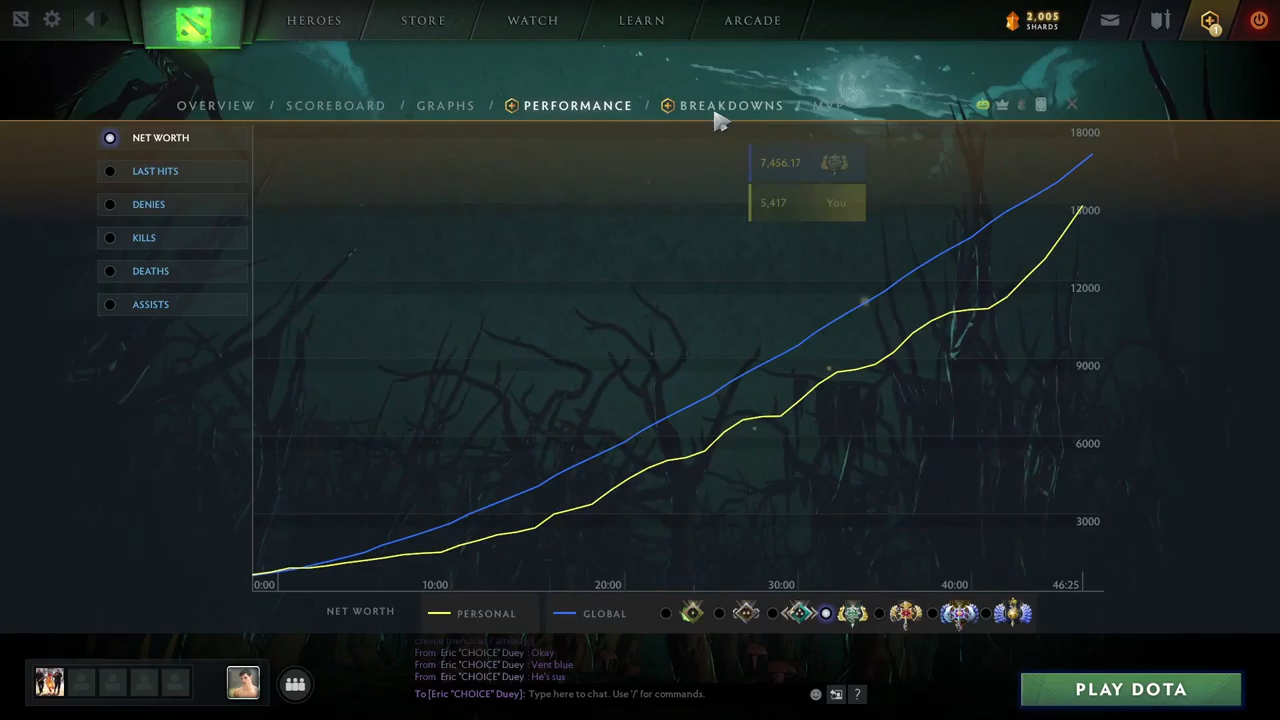 HEROES STORE WATCH LEARN ARCADE 2,005 SHARDS 1
OVERVIEW / SCOREBOARD / GRAPHS / PERFORMANCE / BREAKDOWNS / MVP
NET WORTH
LAST HITS
DENIES
KILLS
DEATHS
ASSISTS
7,456.17
5,417 You
18000
15000
12000
9000
6000
3000
0:00 10:00 20:00 30:00 40:00 46:25
NET WORTH PERSONAL GLOBAL
From Eric "CHOICE" Duey : Okay
From Eric "CHOICE" Duey : Vent blue
From Eric "CHOICE" Duey : He's sus
To [Eric "CHOICE" Duey]: Type here to chat. Use '/' for commands.
?
PLAY DOTA